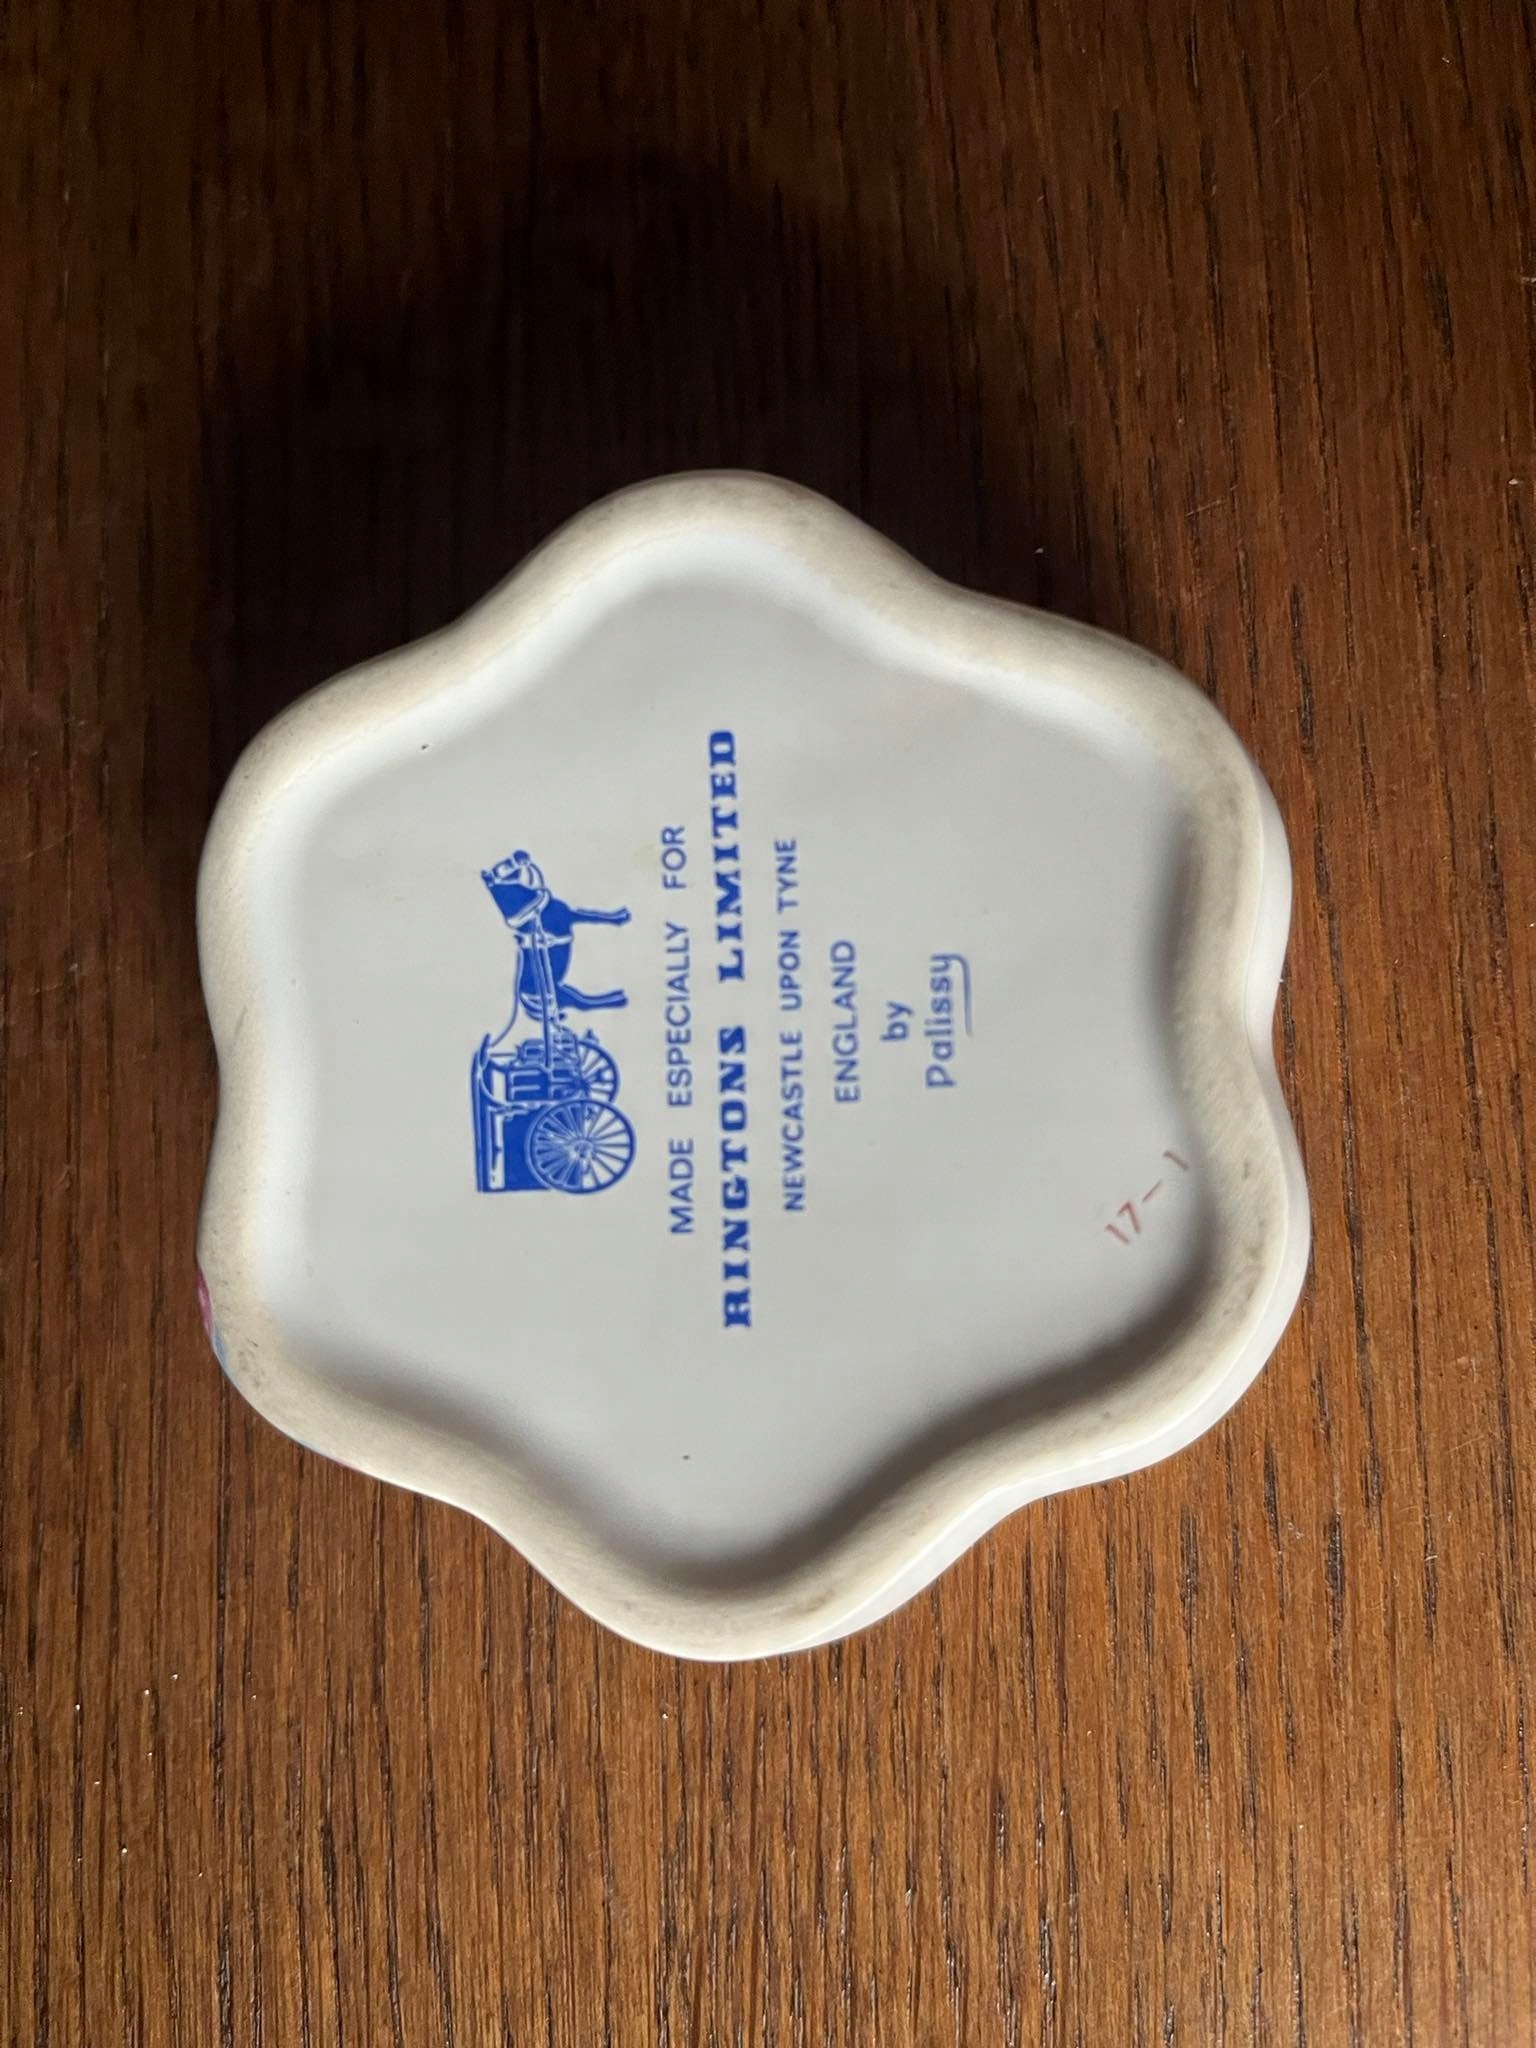 MADE ESPECIALLY FOR
RINGTONS LIMITED
NEWCASTLE UPON TYNE
ENGLAND
by
Palissy
17-1